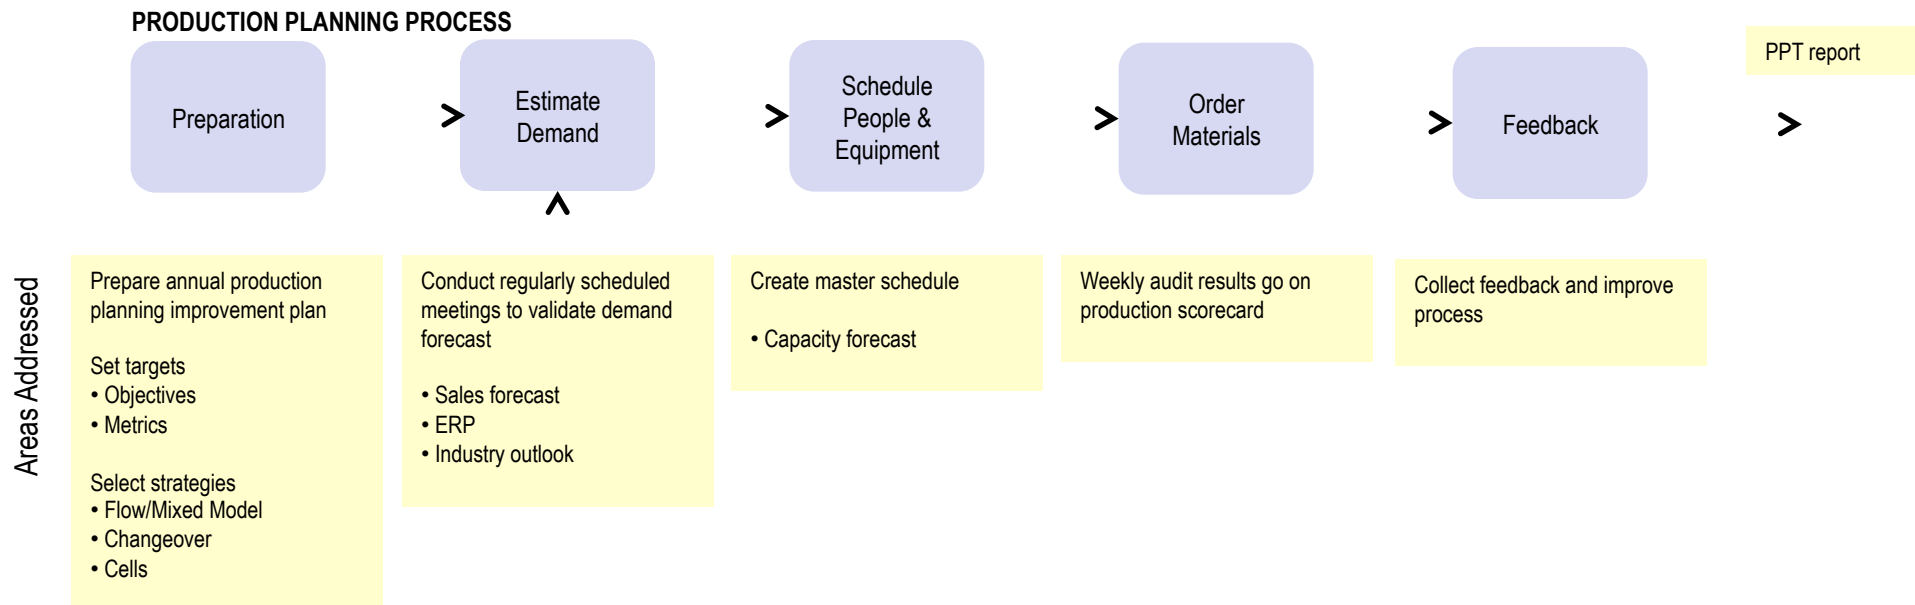 PRODUCTION PLANNING PROCESS
Preparation
>
Estimate
Demand
>
Schedule
People &
Equipment
>
Order
Materials
>
Feedback
>
PPT report
Areas Addressed
Prepare annual production
planning improvement plan
Set targets
• Objectives
• Metrics
Select strategies
• Flow/Mixed Model
• Changeover
• Cells
Conduct regularly scheduled
meetings to validate demand
forecast
• Sales forecast
• ERP
• Industry outlook
Create master schedule
• Capacity forecast
Weekly audit results go on
production scorecard
Collect feedback and improve
process